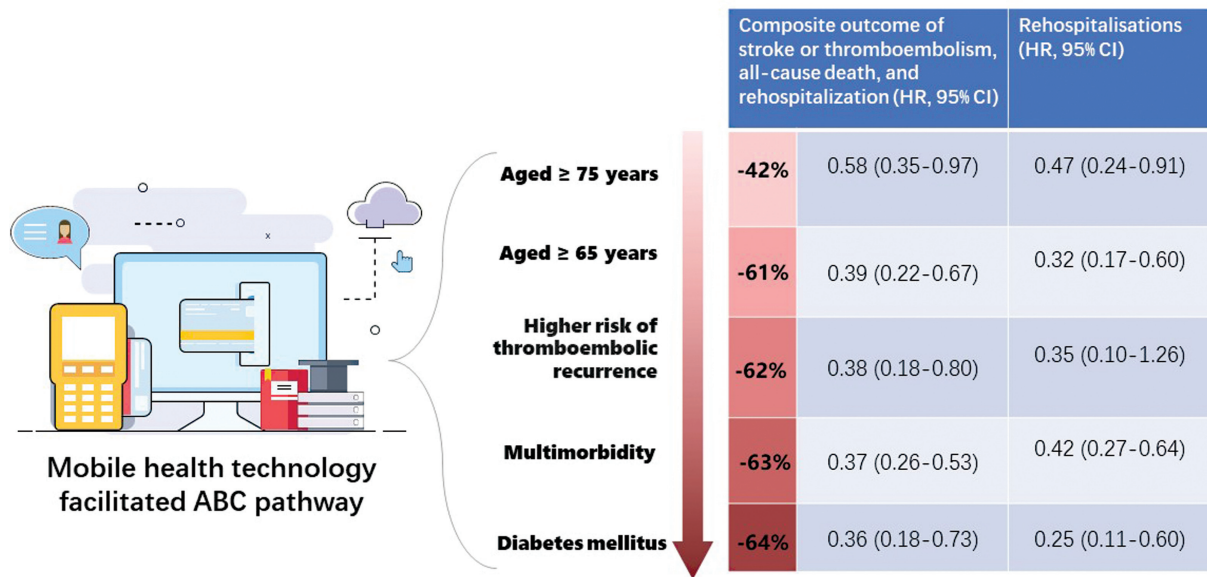 Composite outcome of
stroke or thromboembolism,
all-cause death, and
rehospitalization (HR, 95% CI)
Rehospitalisations
(HR, 95% CI)
Aged ≥ 75 years
-42%
0.58 (0.35-0.97)
0.47 (0.24-0.91)
Aged ≥ 65 years
-61%
0.39 (0.22-0.67)
0.32 (0.17-0.60)
Higher risk of
thromboembolic
recurrence
-62%
0.38 (0.18-0.80)
0.35 (0.10-1.26)
Multimorbidity
-63%
0.37 (0.26-0.53)
0.42 (0.27-0.64)
Diabetes mellitus
-64%
0.36 (0.18-0.73)
0.25 (0.11-0.60)
Mobile health technology
facilitated ABC pathway